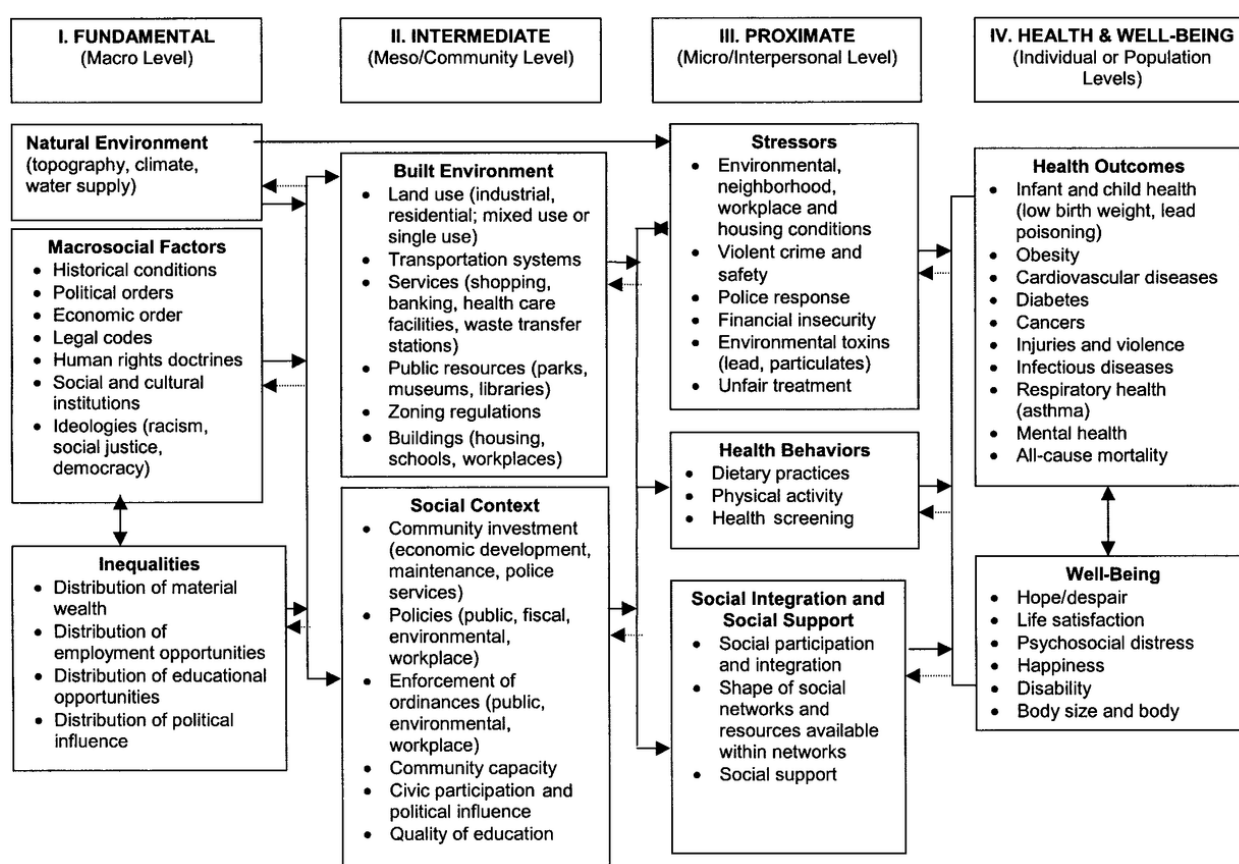 I. FUNDAMENTAL
(Macro Level)
II. INTERMEDIATE
(Meso/Community Level)
III. PROXIMATE
(Micro/Interpersonal Level)
IV. HEALTH & WELL-BEING
(Individual or Population
Levels)
Natural Environment
(topography, climate,
water supply)
Macrosocial Factors
• Historical conditions
• Political orders
• Economic order
• Legal codes
• Human rights doctrines
• Social and cultural
institutions
• Ideologies (racism,
social justice,
democracy)
Inequalities
• Distribution of material
wealth
• Distribution of
employment opportunities
• Distribution of educational
opportunities
• Distribution of political
influence
Built Environment
• Land use (industrial,
residential; mixed use or
single use)
• Transportation systems
• Services (shopping,
banking, health care
facilities, waste transfer
stations)
• Public resources (parks,
museums, libraries)
• Zoning regulations
• Buildings (housing,
schools, workplaces)
Social Context
• Community investment
(economic development,
maintenance, police
services)
• Policies (public, fiscal,
environmental,
workplace)
• Enforcement of
ordinances (public,
environmental,
workplace)
• Community capacity
• Civic participation and
political influence
• Quality of education
Stressors
• Environmental,
neighborhood,
workplace and
housing conditions
• Violent crime and
safety
• Police response
• Financial insecurity
• Environmental toxins
(lead, particulates)
• Unfair treatment
Health Behaviors
• Dietary practices
• Physical activity
• Health screening
Social Integration and
Social Support
• Social participation
and integration
• Shape of social
networks and
resources available
within networks
• Social support
Health Outcomes
• Infant and child health
(low birth weight, lead
poisoning)
• Obesity
• Cardiovascular diseases
• Diabetes
• Cancers
• Injuries and violence
• Infectious diseases
• Respiratory health
(asthma)
• Mental health
• All-cause mortality
Well-Being
• Hope/despair
• Life satisfaction
• Psychosocial distress
• Happiness
• Disability
• Body size and body